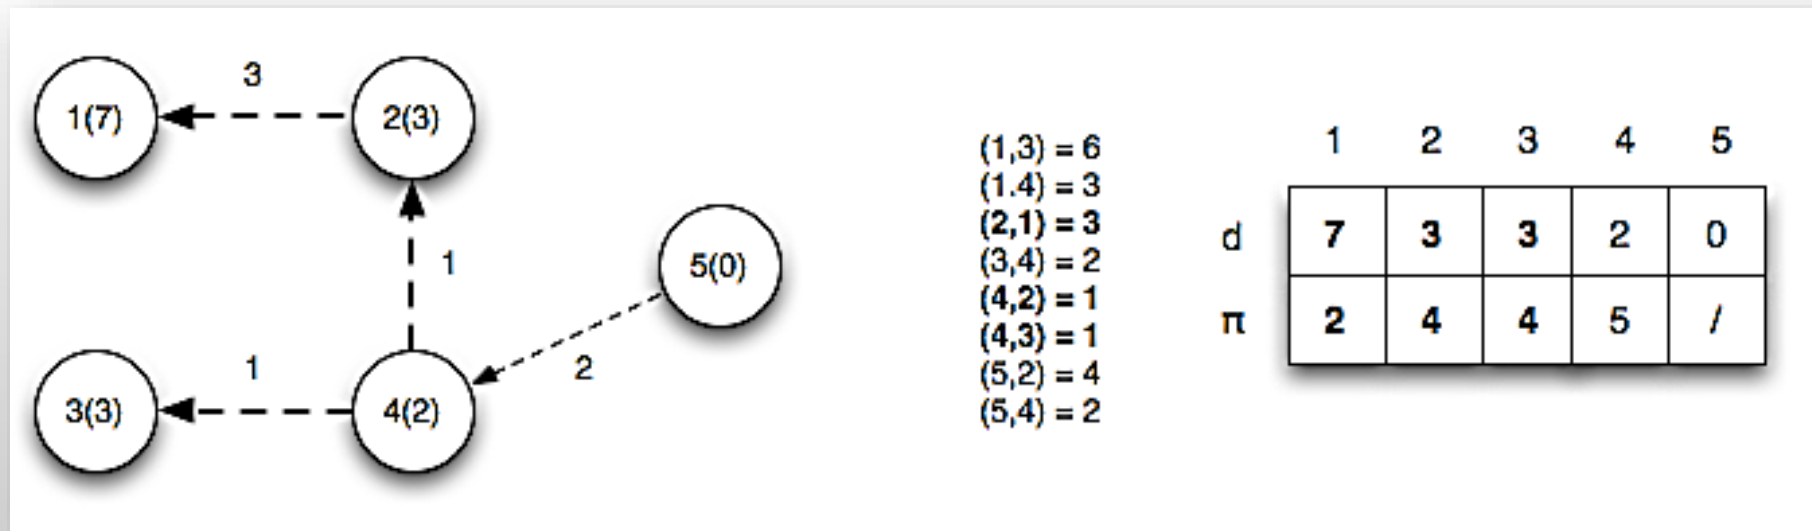 3
1(7) 2(3)
1
5(0)
1 2
3(3) 4(2)
(1,3) = 6
(1.4) = 3
(2,1) = 3
(3,4) = 2
(4,2) = 1
(4,3) = 1
(5,2) = 4
(5,4) = 2
1 2 3 4 5
d 7 3 3 2 0
π 2 4 4 5 /